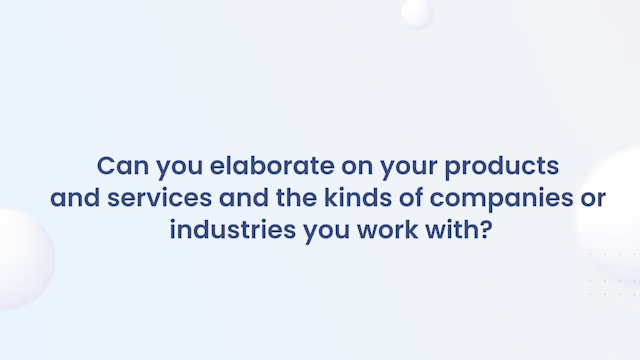 Can you elaborate on your products
and services and the kinds of companies or
industries you work with?